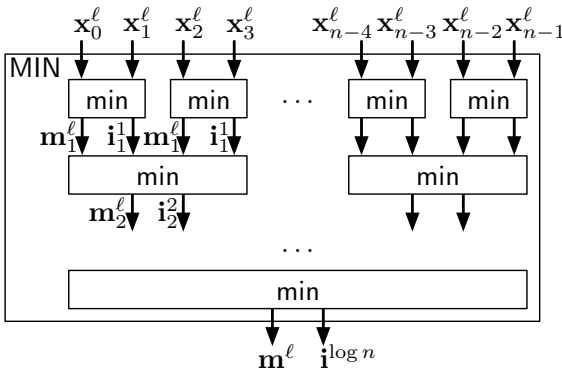 x_0^ℓ x_1^ℓ x_2^ℓ x_3^ℓ x_{n−4}^ℓ x_{n−3}^ℓ x_{n−2}^ℓ x_{n−1}^ℓ
MIN
min min ... min min
m_1^ℓ i_1^1 m_1^ℓ i_1^1
min min
m_2^ℓ i_2^2
...
min
m^ℓ i^{log n}